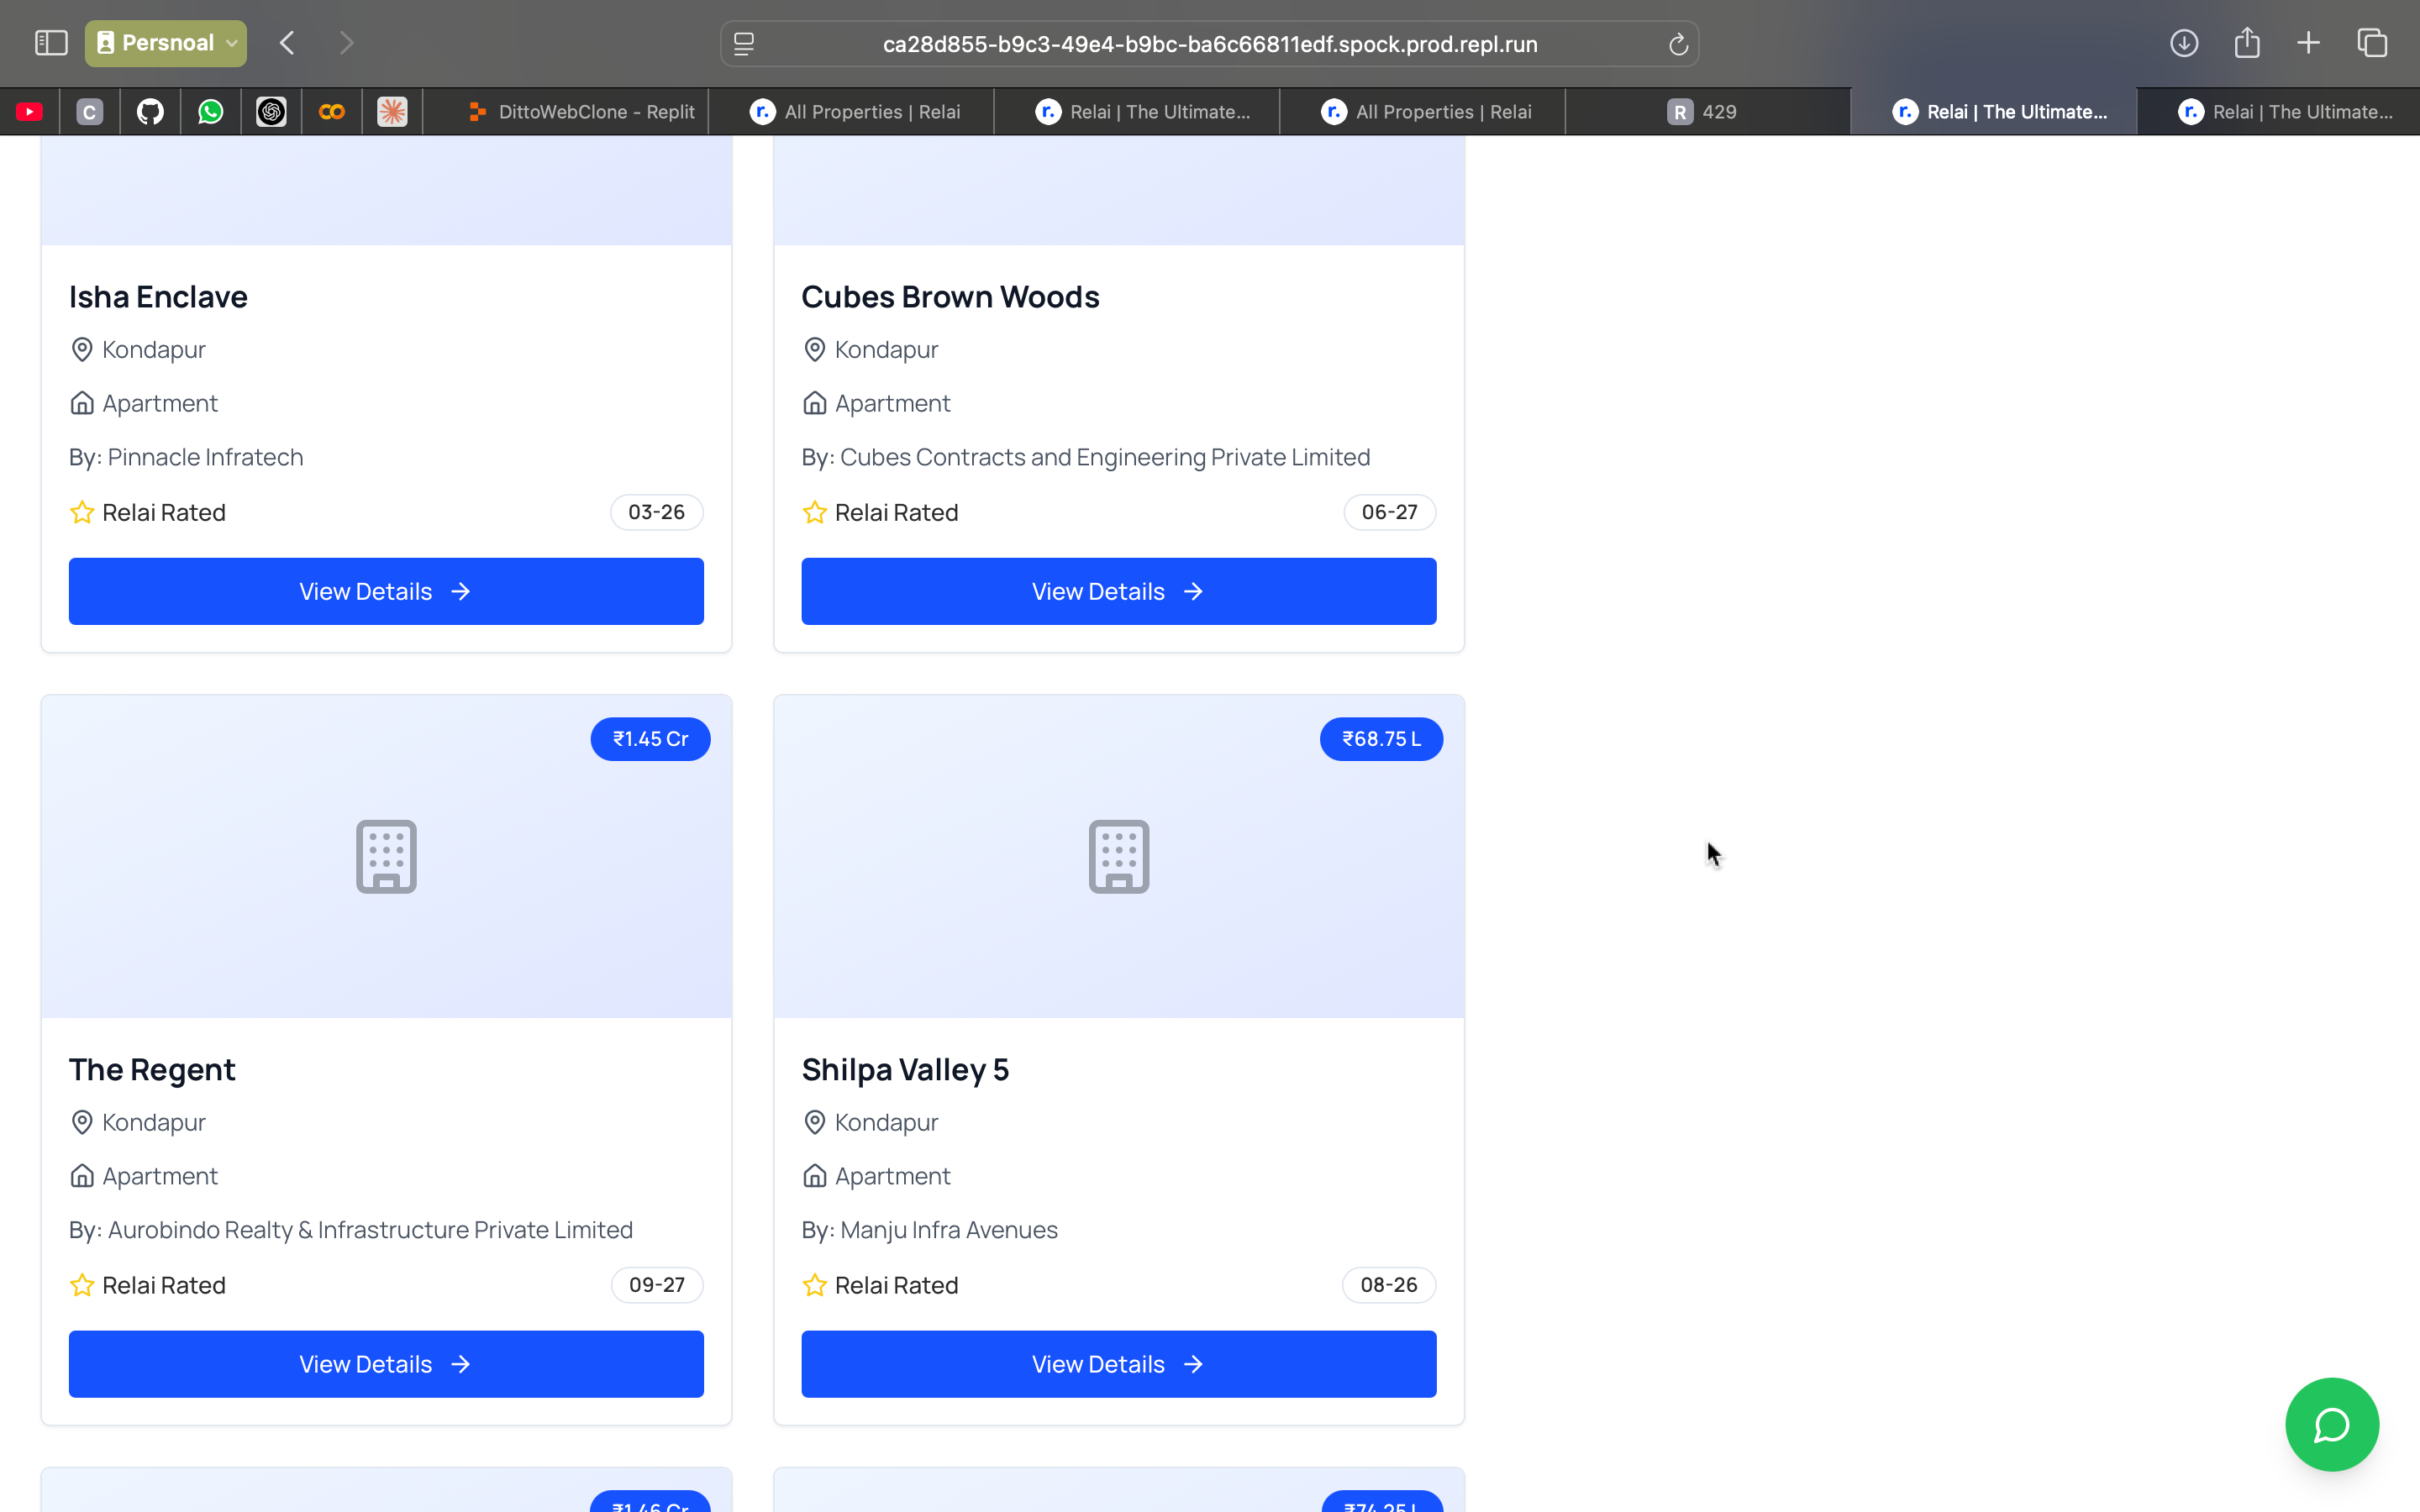 Persnoal
ca28d855-b9c3-49e4-b9bc-ba6c66811edf.spock.prod.repl.run
C
DittoWebClone - Replit
r.
All Properties | Relai
r.
Relai | The Ultimate...
r.
All Properties | Relai
R
429
r.
Relai | The Ultimate...
r.
Relai | The Ultimate...
Isha Enclave
Kondapur
Apartment
By: Pinnacle Infratech
Relai Rated
03-26
View Details
Cubes Brown Woods
Kondapur
Apartment
By: Cubes Contracts and Engineering Private Limited
Relai Rated
06-27
View Details
₹1.45 Cr
The Regent
Kondapur
Apartment
By: Aurobindo Realty & Infrastructure Private Limited
Relai Rated
09-27
View Details
₹68.75 L
Shilpa Valley 5
Kondapur
Apartment
By: Manju Infra Avenues
Relai Rated
08-26
View Details
₹1.46 Cr
₹74.25 L